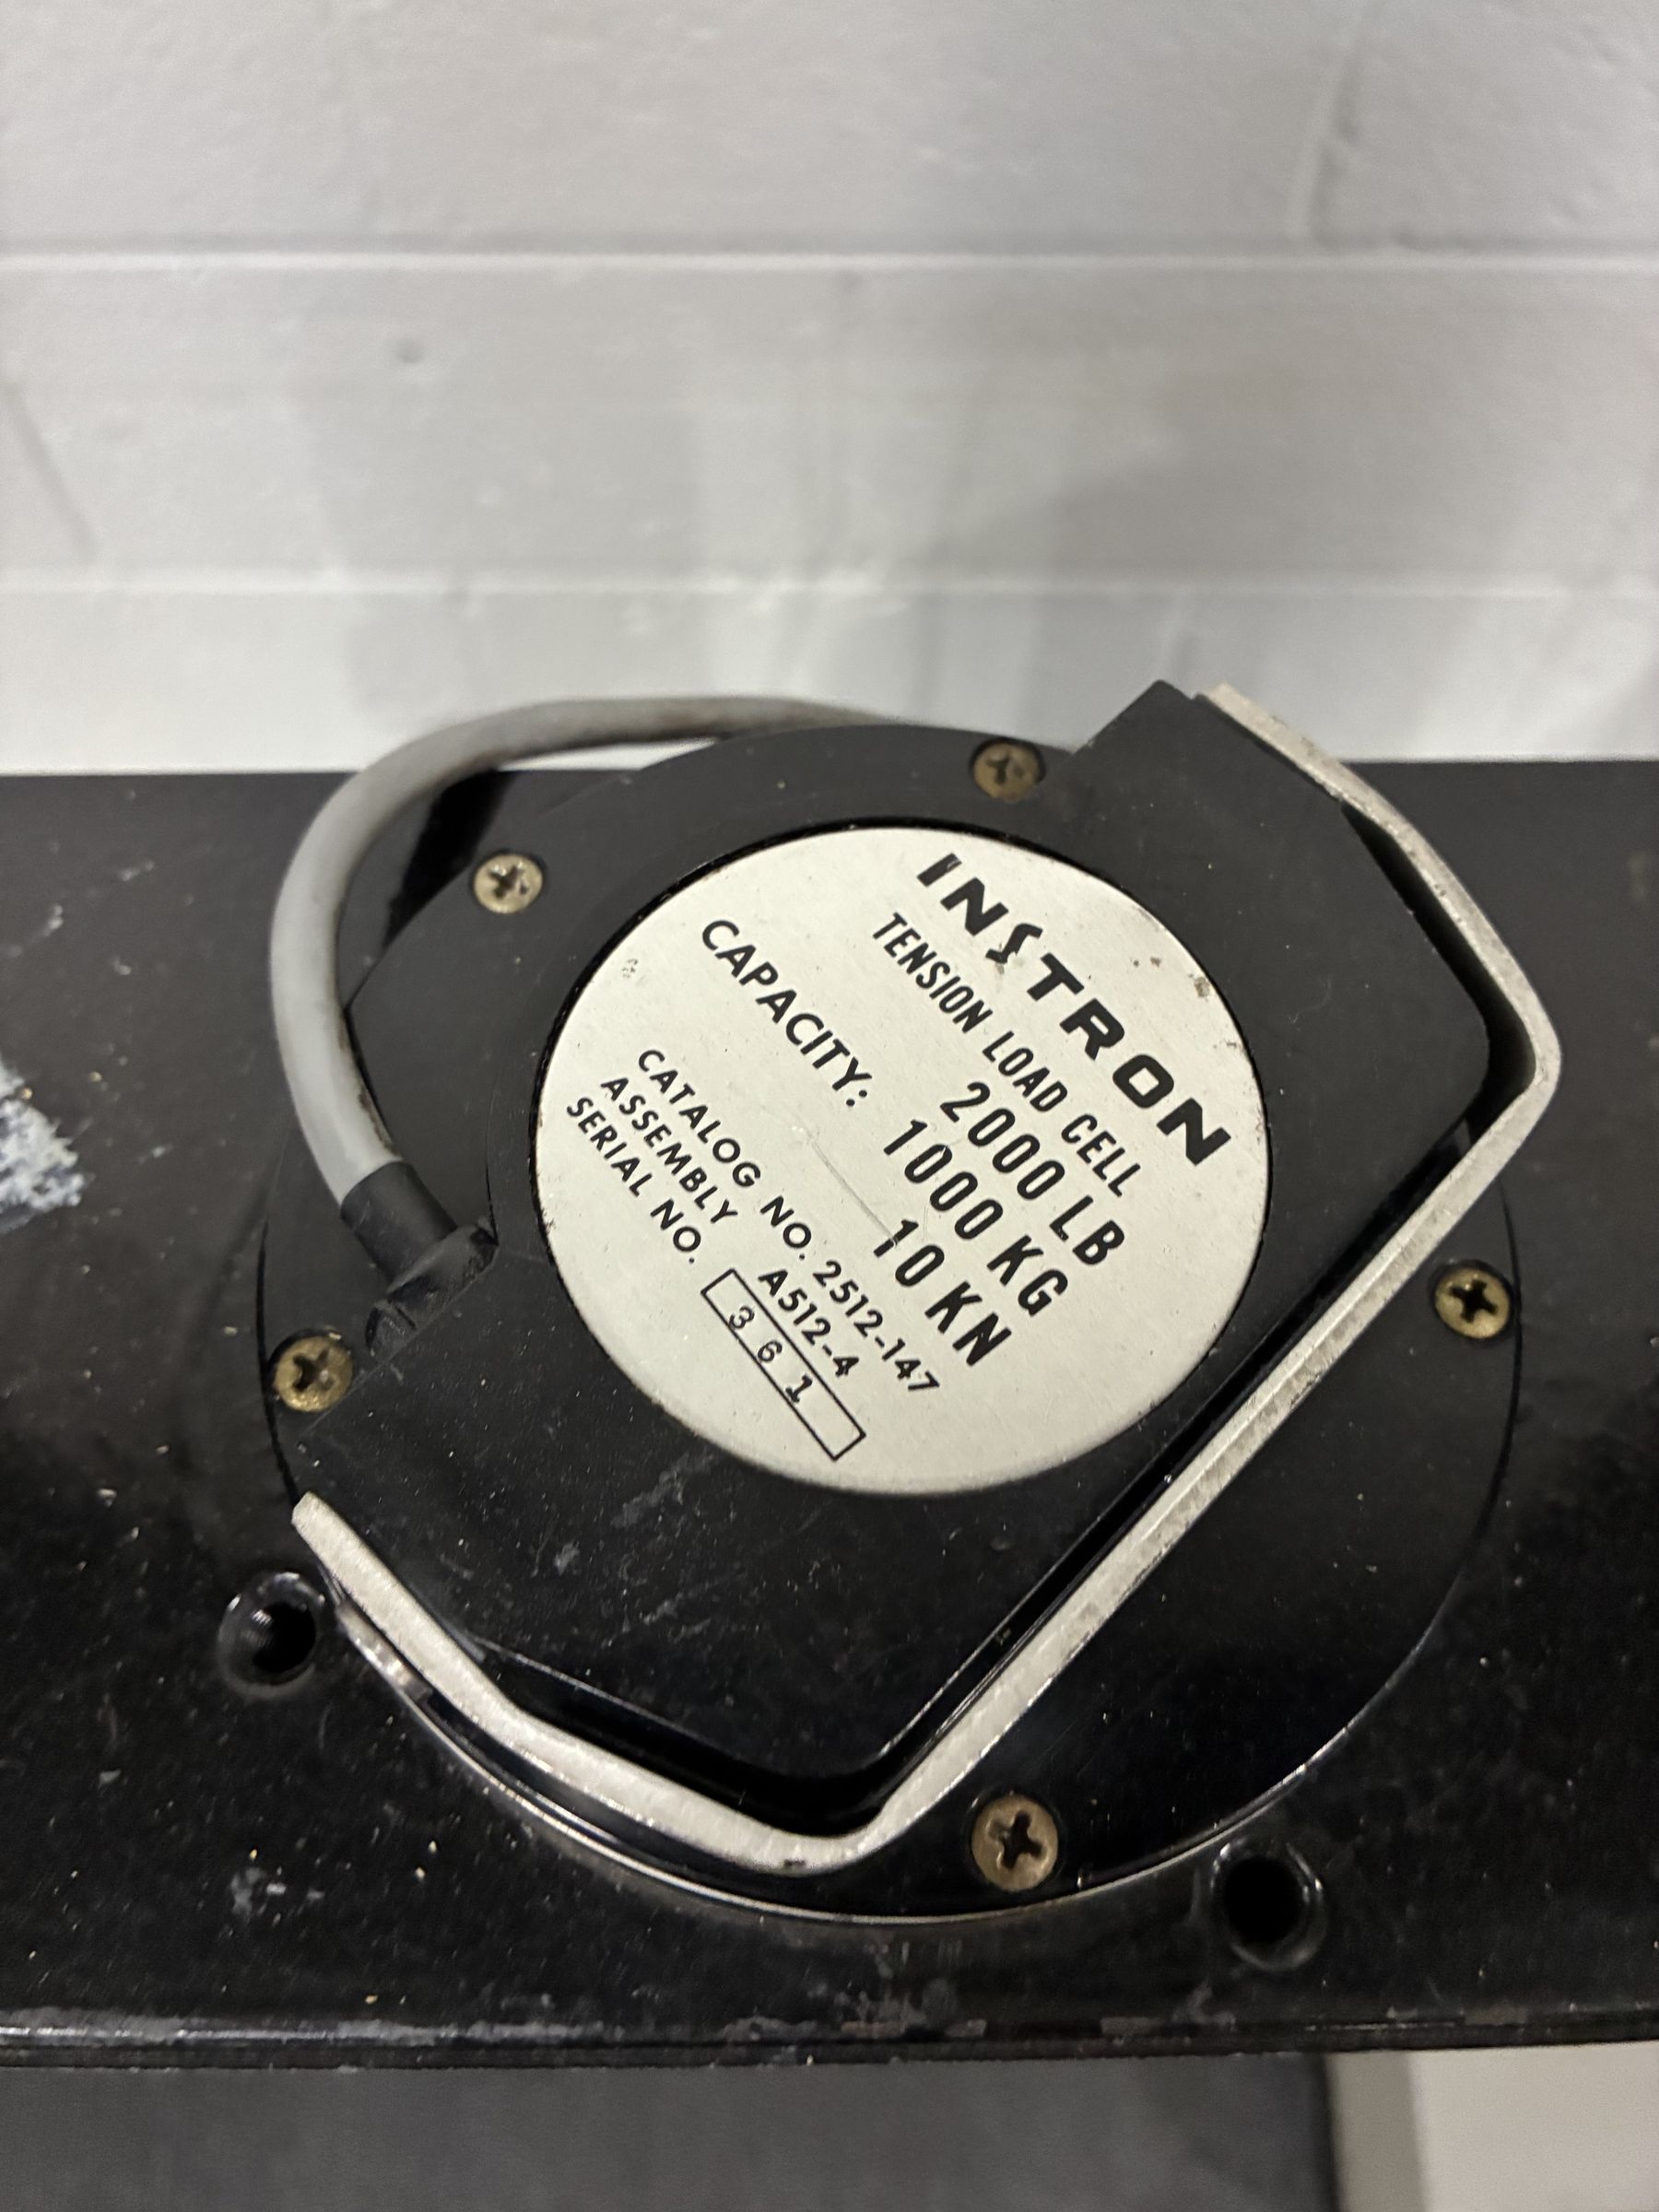 INSTRON
TENSION LOAD CELL
CAPACITY: 2000 LB
1000 KG
10 KN
CATALOG NO. 2512-147
ASSEMBLY A512-4
SERIAL NO. 361